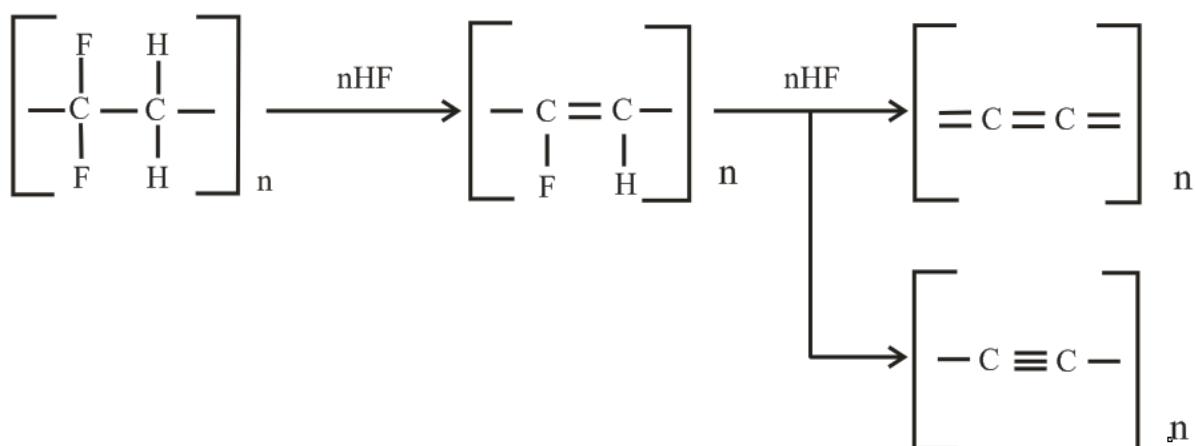 F H
nHF
nHF
C C
C = C
= C = C =
F H
n
F H
n
n
C ≡ C
n